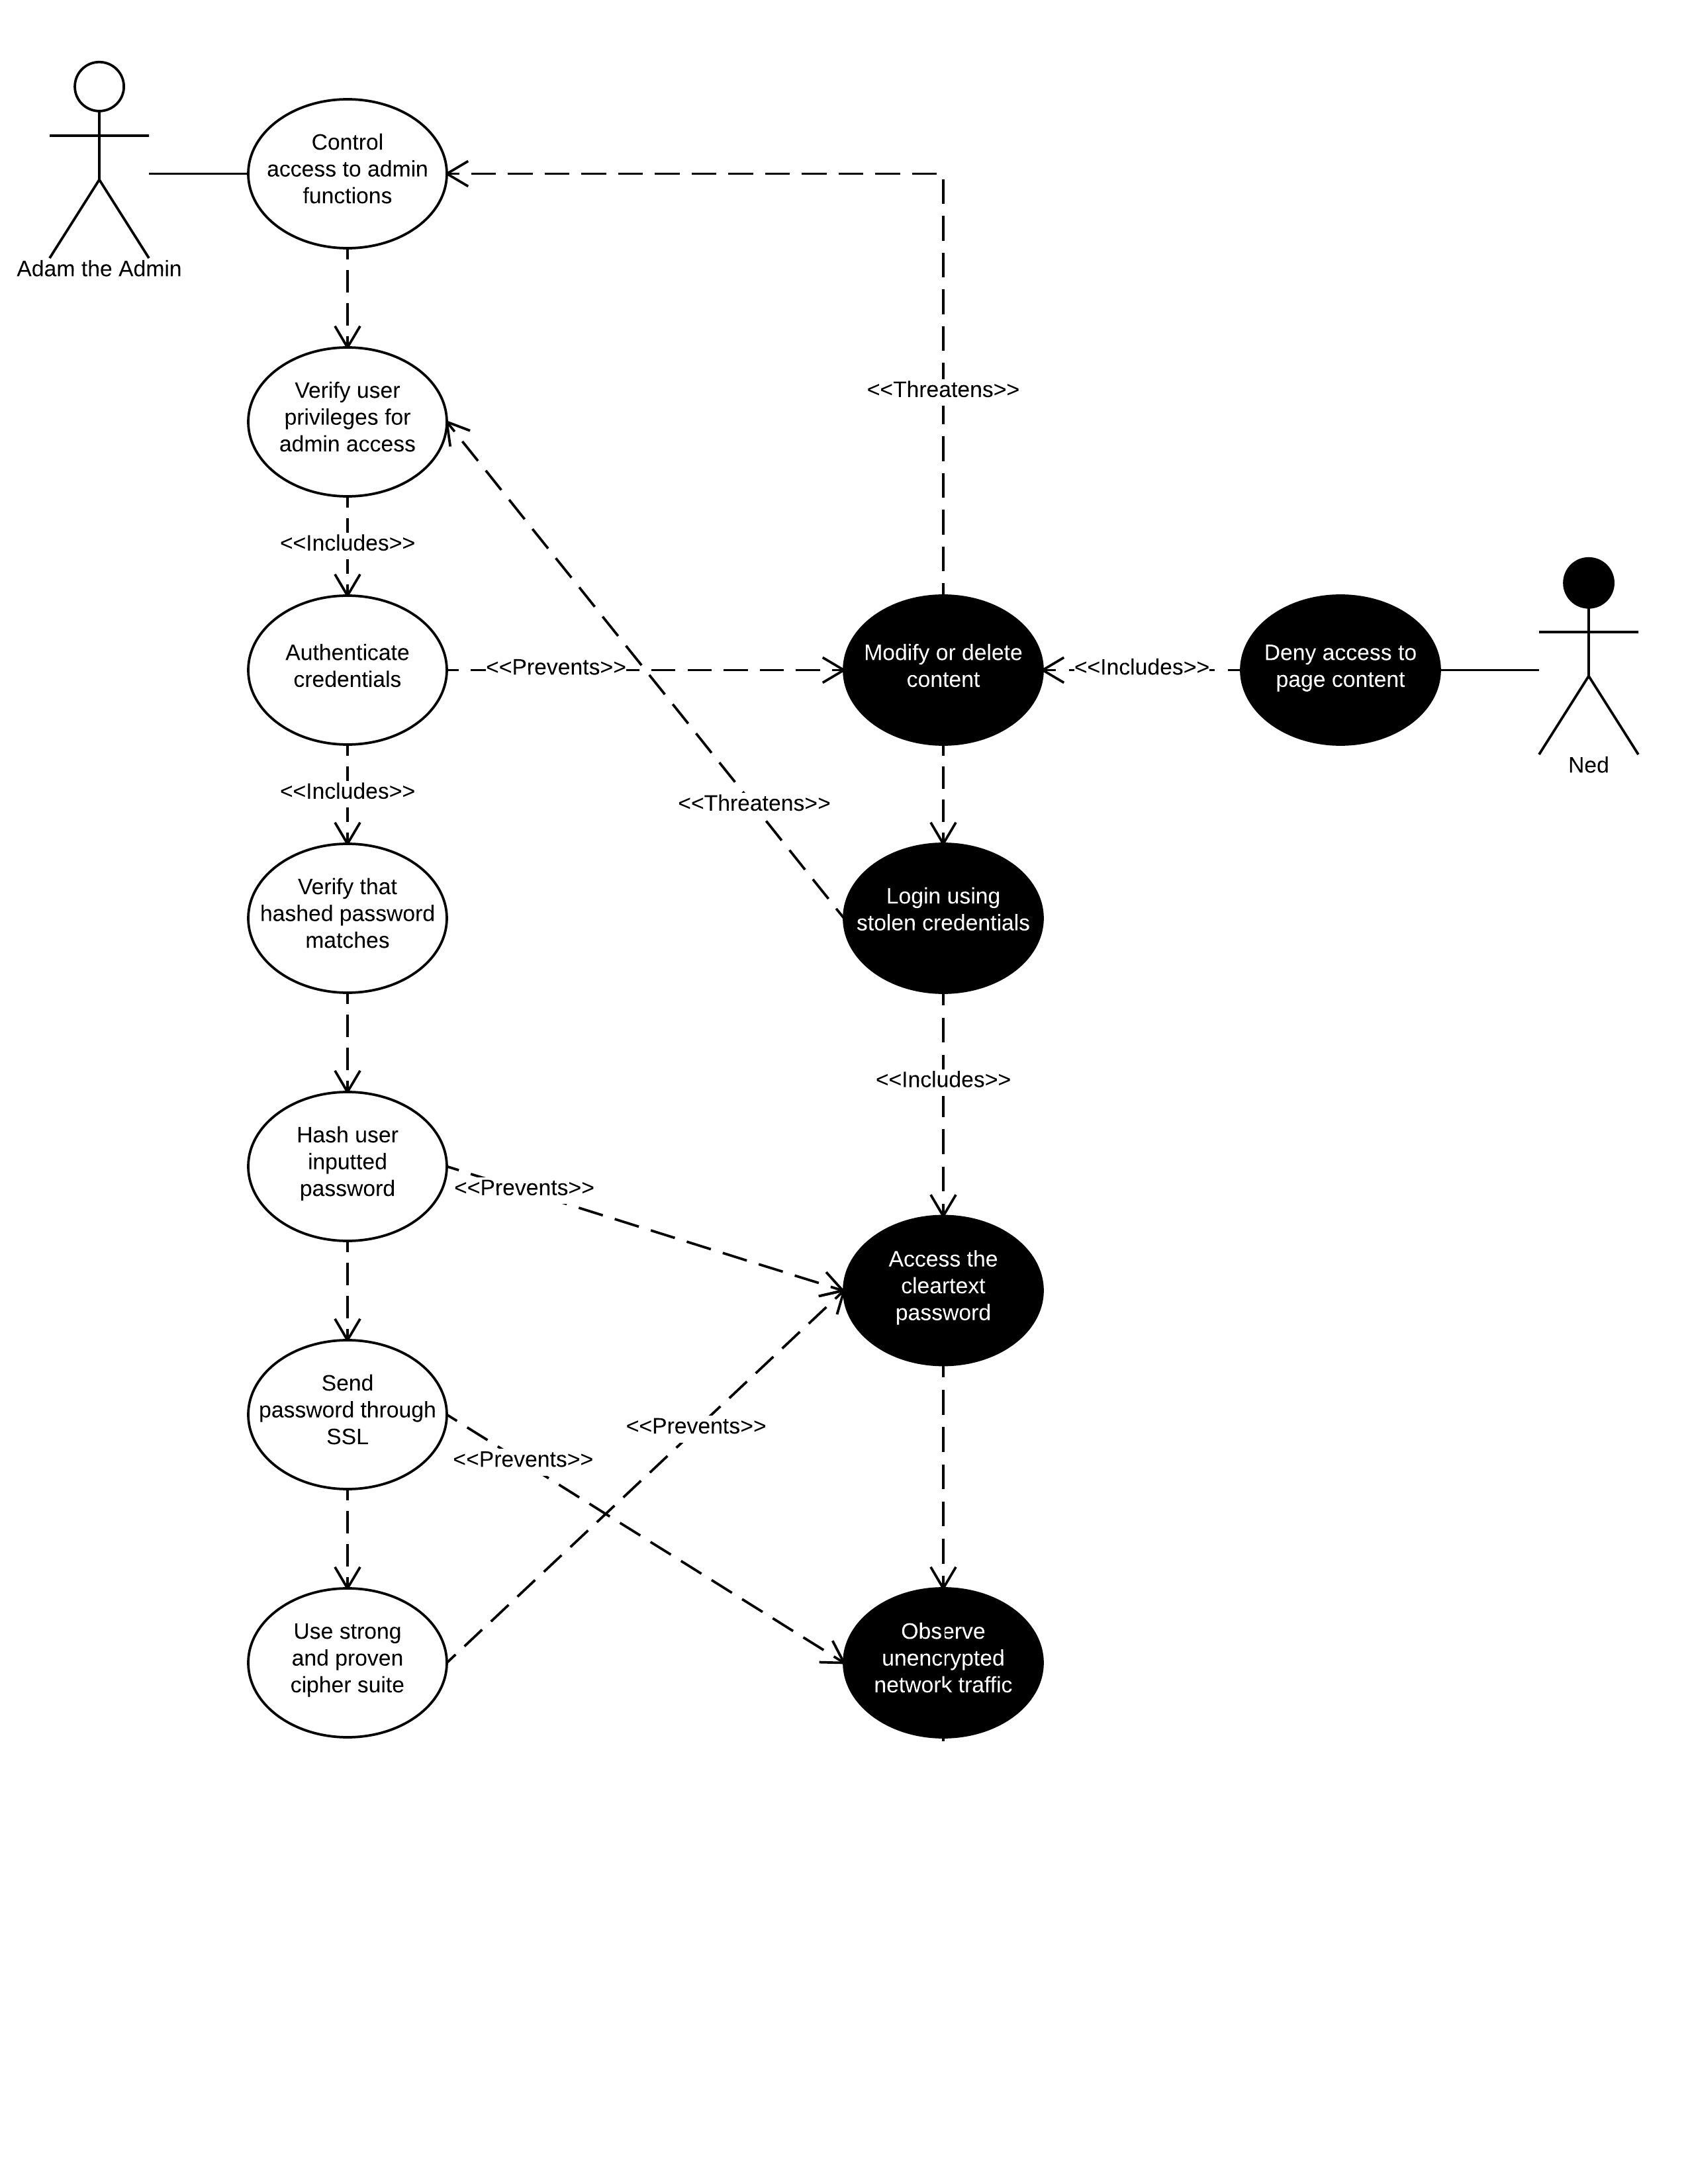 Control
access to admin
functions
Adam the Admin
Verify user
privileges for
admin access
<<Threatens>>
<<Includes>>
Authenticate
credentials
<<Prevents>>
Modify or delete
content
<<Includes>>
Deny access to
page content
Ned
<<Includes>>
<<Threatens>>
Verify that
hashed password
matches
Login using
stolen credentials
<<Includes>>
Hash user
inputted
password
<<Prevents>>
Access the
cleartext
password
Send
password through
SSL
<<Prevents>>
<<Prevents>>
Use strong
and proven
cipher suite
Observe
unencrypted
network traffic